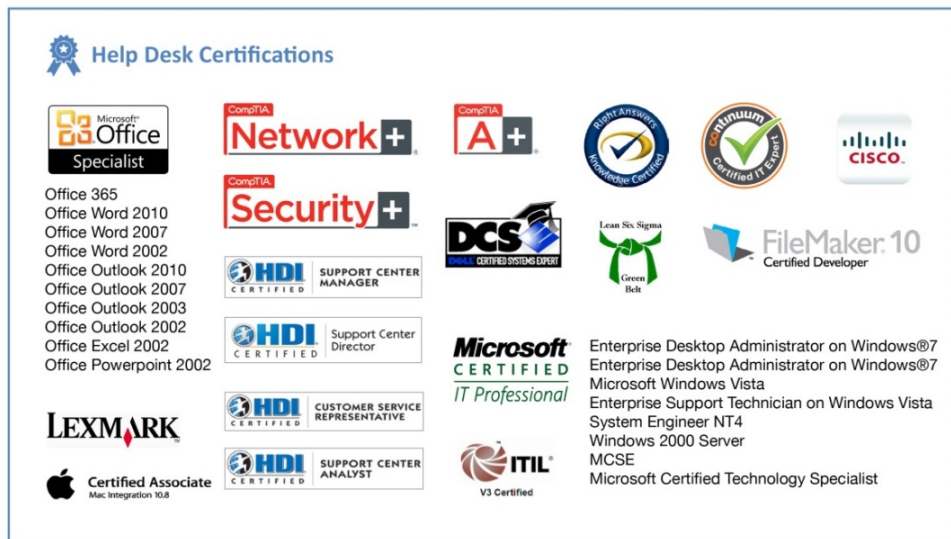 Help Desk Certifications
Microsoft®
Office
Specialist
Office 365
Office Word 2010
Office Word 2007
Office Word 2002
Office Outlook 2010
Office Outlook 2007
Office Outlook 2003
Office Outlook 2002
Office Excel 2002
Office Powerpoint 2002
LEXMARK
Certified Associate
Mac Integration 10.8
CompTIA
Network+
CompTIA
Security+
HDI CERTIFIED
SUPPORT CENTER
MANAGER
HDI CERTIFIED
Support Center
Director
HDI CERTIFIED
CUSTOMER SERVICE
REPRESENTATIVE
HDI CERTIFIED
SUPPORT CENTER
ANALYST
CompTIA
A+
RightAnswers
Knowledge Certified
continuum
Certified IT Expert
CISCO
DCS
DELL CERTIFIED SYSTEMS EXPERT
Lean Six Sigma
Green
Belt
FileMaker 10
Certified Developer
Microsoft
CERTIFIED
IT Professional
Enterprise Desktop Administrator on Windows®7
Enterprise Desktop Administrator on Windows®7
Microsoft Windows Vista
Enterprise Support Technician on Windows Vista
System Engineer NT4
Windows 2000 Server
MCSE
Microsoft Certified Technology Specialist
ITIL®
V3 Certified